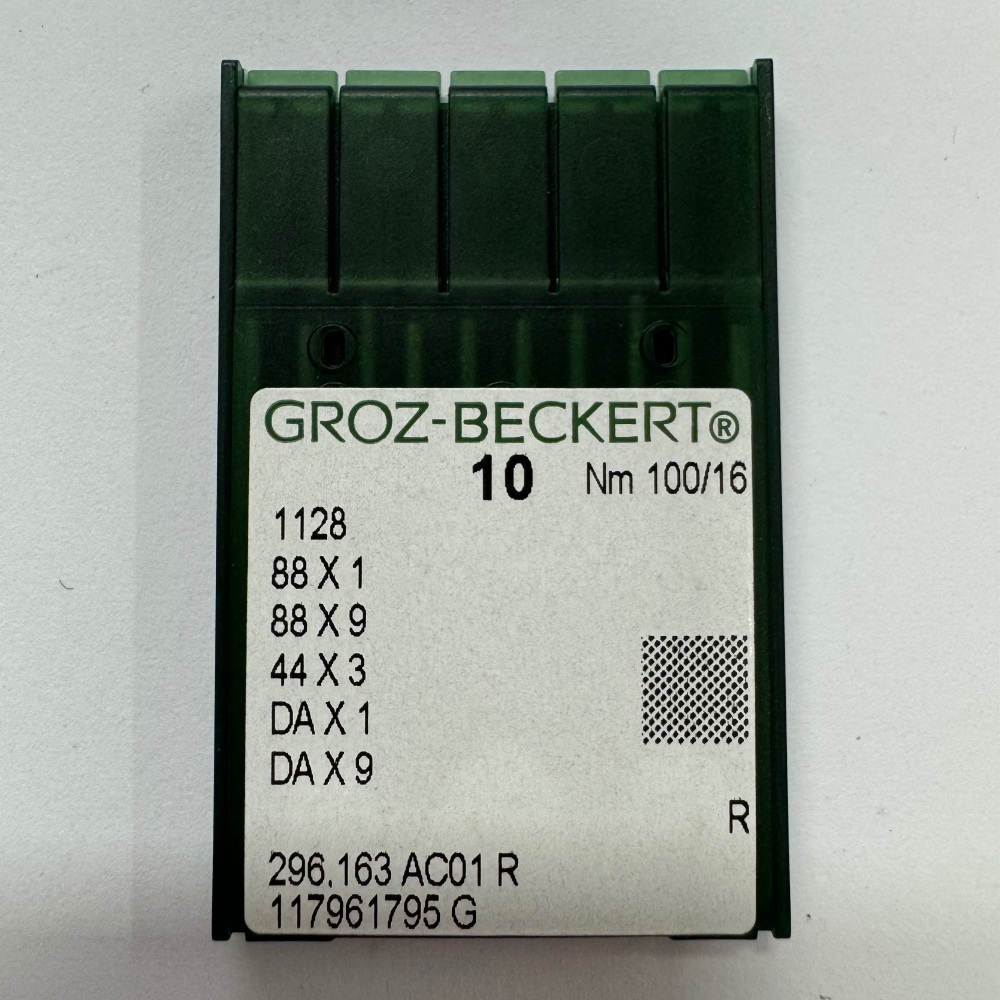 GROZ-BECKERT®
10 Nm 100/16
1128
88 X 1
88 X 9
44 X 3
DA X 1
DA X 9
R
296.163 AC01 R
117961795 G